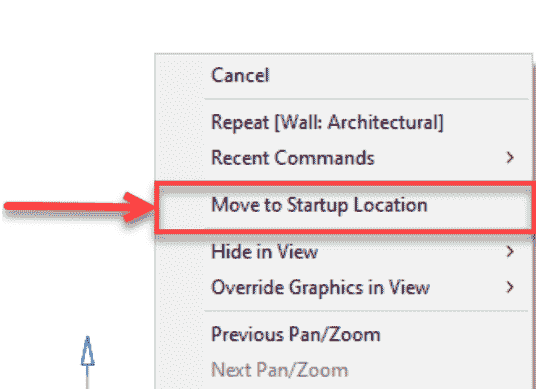 Cancel
Repeat [Wall: Architectural]
Recent Commands
Move to Startup Location
Hide in View
Override Graphics in View
Previous Pan/Zoom
Next Pan/Zoom